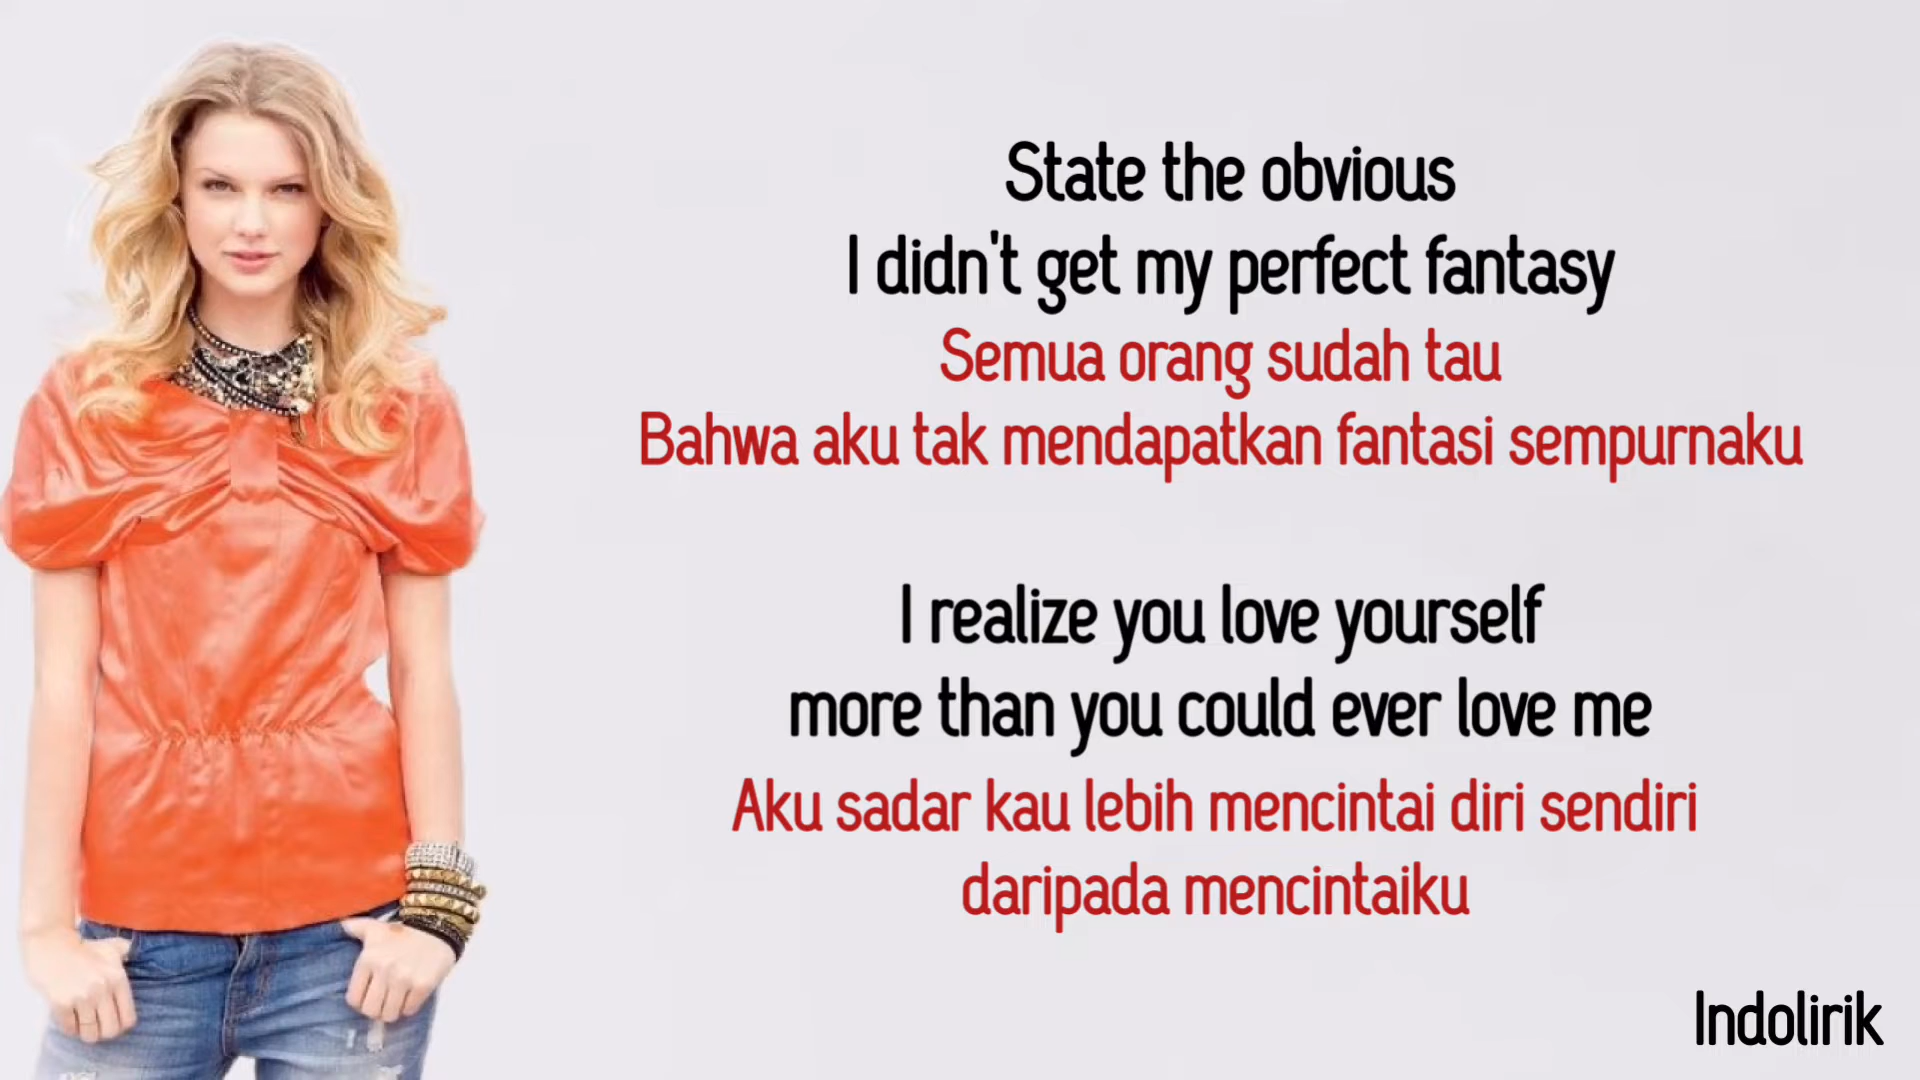 State the obvious
I didn't get my perfect fantasy
Semua orang sudah tau
Bahwa aku tak mendapatkan fantasi sempurnaku
I realize you love yourself
more than you could ever love me
Aku sadar kau lebih mencintai diri sendiri
daripada mencintaiku
Indolirik